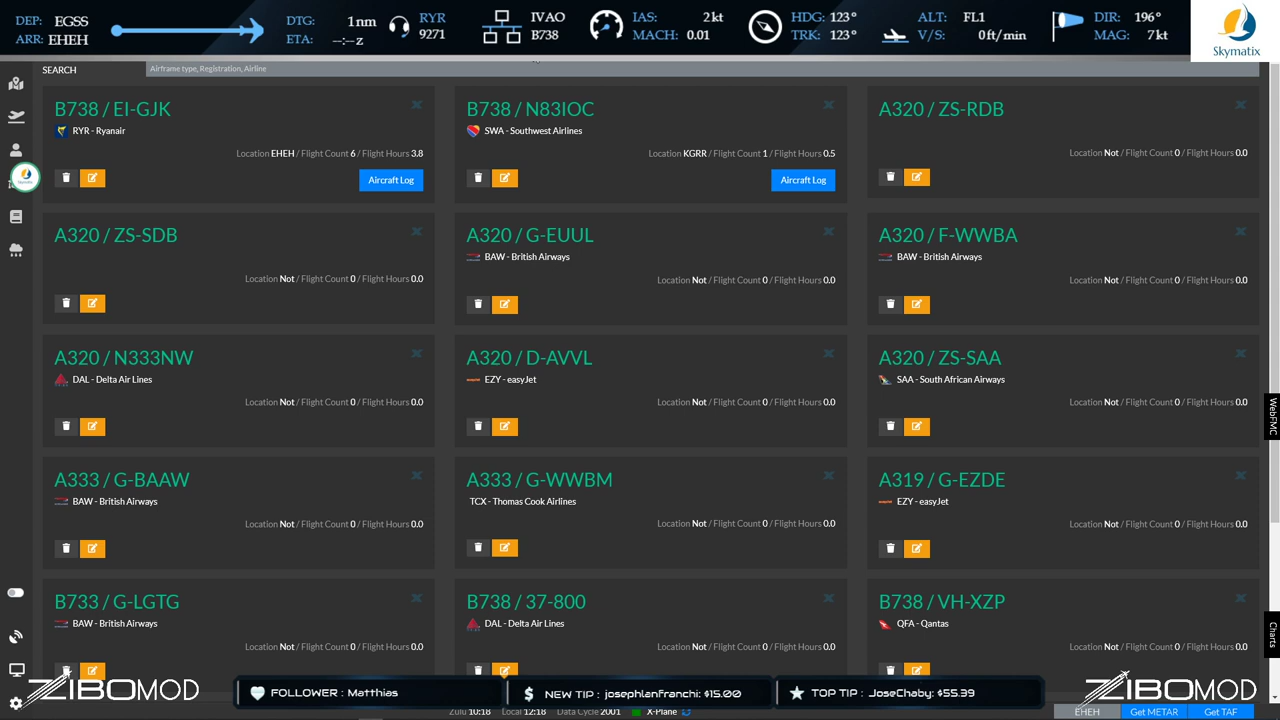 DEP: EGSS
ARR: EHEH
DTG: 1 nm
ETA: --:-- z
RYR
9271
IVAO
B738
IAS: 2 kt
MACH: 0.01
HDG: 123°
TRK: 123°
ALT: FL1
V/S: 0 ft/min
DIR: 196°
MAG: 7 kt
Skymatix
SEARCH
Airframe type, Registration, Airline
B738 / EI-GJK
RYR - Ryanair
Location EHEH / Flight Count 6 / Flight Hours 3.8
Aircraft Log
B738 / N83IOC
SWA - Southwest Airlines
Location KGRR / Flight Count 1 / Flight Hours 0.5
Aircraft Log
A320 / ZS-RDB
Location Not / Flight Count 0 / Flight Hours 0.0
A320 / ZS-SDB
Location Not / Flight Count 0 / Flight Hours 0.0
A320 / G-EUUL
BAW - British Airways
Location Not / Flight Count 0 / Flight Hours 0.0
A320 / F-WWBA
BAW - British Airways
Location Not / Flight Count 0 / Flight Hours 0.0
A320 / N333NW
DAL - Delta Air Lines
Location Not / Flight Count 0 / Flight Hours 0.0
A320 / D-AVVL
EZY - easyJet
Location Not / Flight Count 0 / Flight Hours 0.0
A320 / ZS-SAA
SAA - South African Airways
Location Not / Flight Count 0 / Flight Hours 0.0
WebFMC
A333 / G-BAAW
BAW - British Airways
Location Not / Flight Count 0 / Flight Hours 0.0
A333 / G-WWBM
TCX - Thomas Cook Airlines
Location Not / Flight Count 0 / Flight Hours 0.0
A319 / G-EZDE
EZY - easyJet
Location Not / Flight Count 0 / Flight Hours 0.0
B733 / G-LGTG
BAW - British Airways
Location Not / Flight Count 0 / Flight Hours 0.0
B738 / 37-800
DAL - Delta Air Lines
Location Not / Flight Count 0 / Flight Hours 0.0
B738 / VH-XZP
QFA - Qantas
Location Not / Flight Count 0 / Flight Hours 0.0
Charts
ZIBOMOD
FOLLOWER : Matthias
NEW TIP : josephlanfranchi: $15.00
TOP TIP : JoseChaby: $55.39
ZIBOMOD
Zulu 10:18 Local 12:18 Data Cycle 2001 X-Plane
EHEH
Get METAR
Get TAF